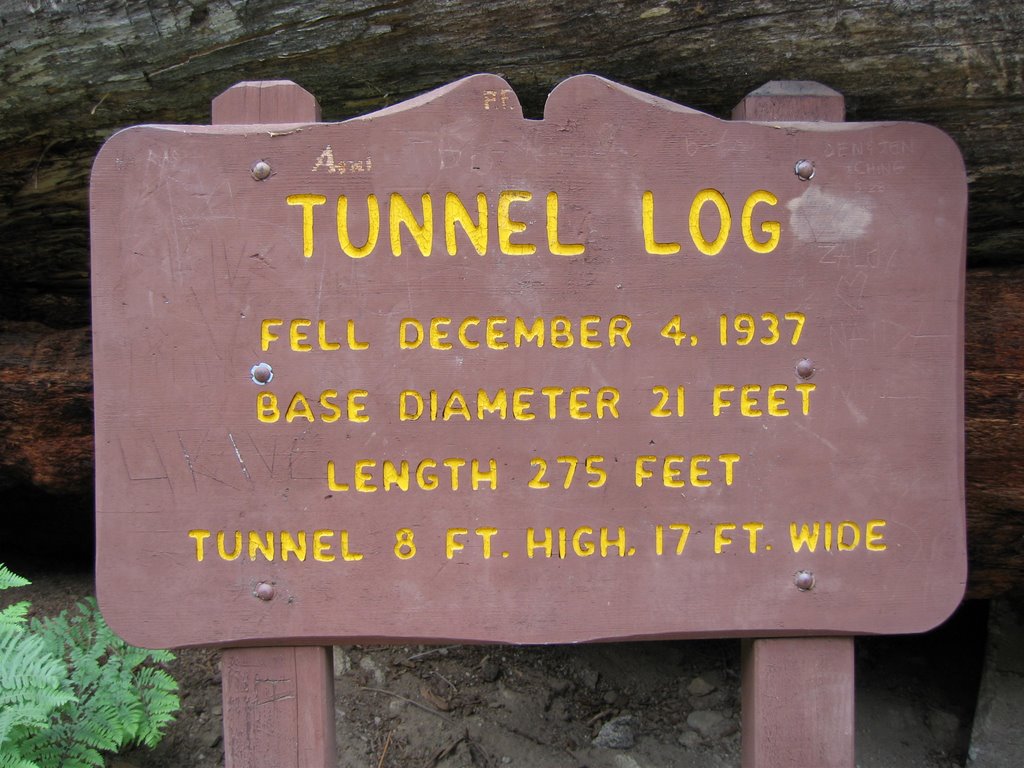 TUNNEL LOG
FELL DECEMBER 4, 1937
BASE DIAMETER 21 FEET
LENGTH 275 FEET
TUNNEL 8 FT. HIGH, 17 FT. WIDE